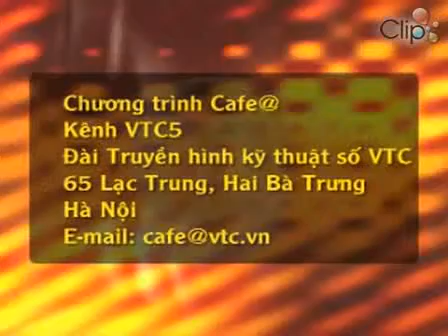 Clip
Chương trình Cafe@
Kênh VTC5
Đài Truyền hình kỹ thuật số VTC
65 Lạc Trung, Hai Bà Trưng
Hà Nội
E-mail: cafe@vtc.vn